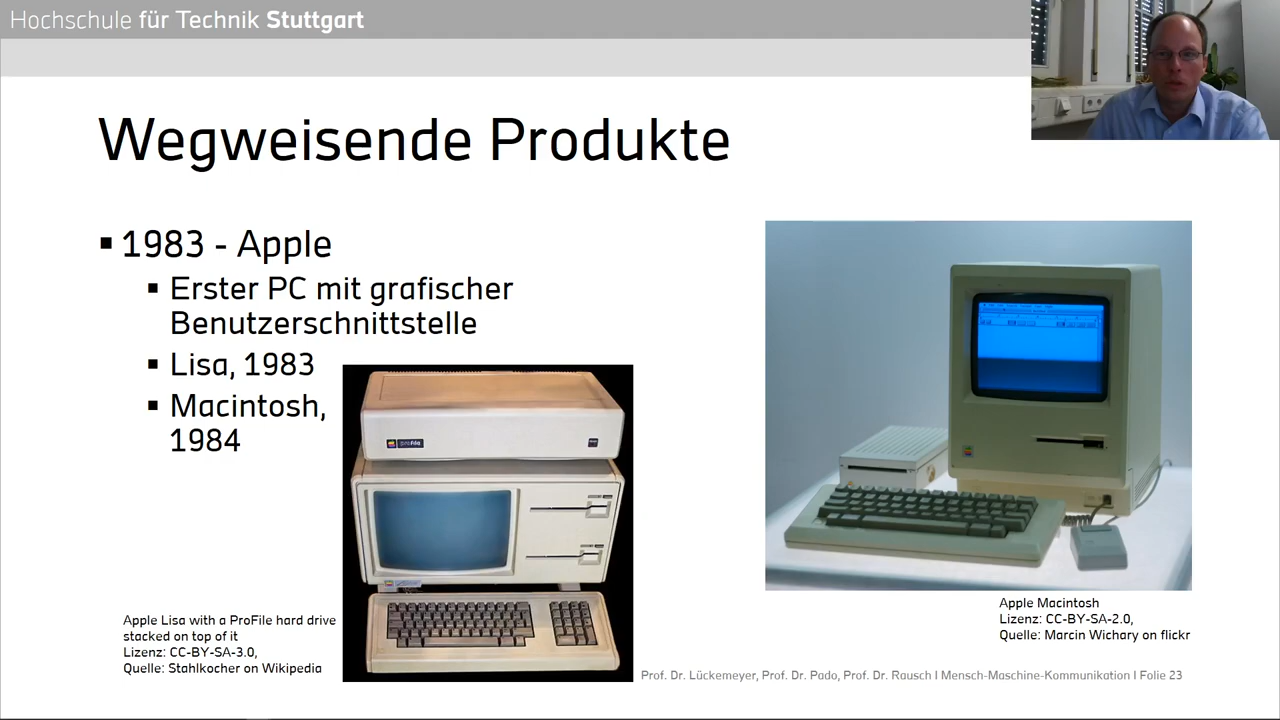 Hochschule für Technik Stuttgart
Wegweisende Produkte
1983 - Apple
Erster PC mit grafischer
Benutzerschnittstelle
Lisa, 1983
Macintosh,
1984
Apple Lisa with a ProFile hard drive
stacked on top of it
Lizenz: CC-BY-SA-3.0,
Quelle: Stahlkocher on Wikipedia
Apple Macintosh
Lizenz: CC-BY-SA-2.0,
Quelle: Marcin Wichary on flickr
Prof. Dr. Lückemeyer, Prof. Dr. Pado, Prof. Dr. Rausch I Mensch-Maschine-Kommunikation I Folie 23